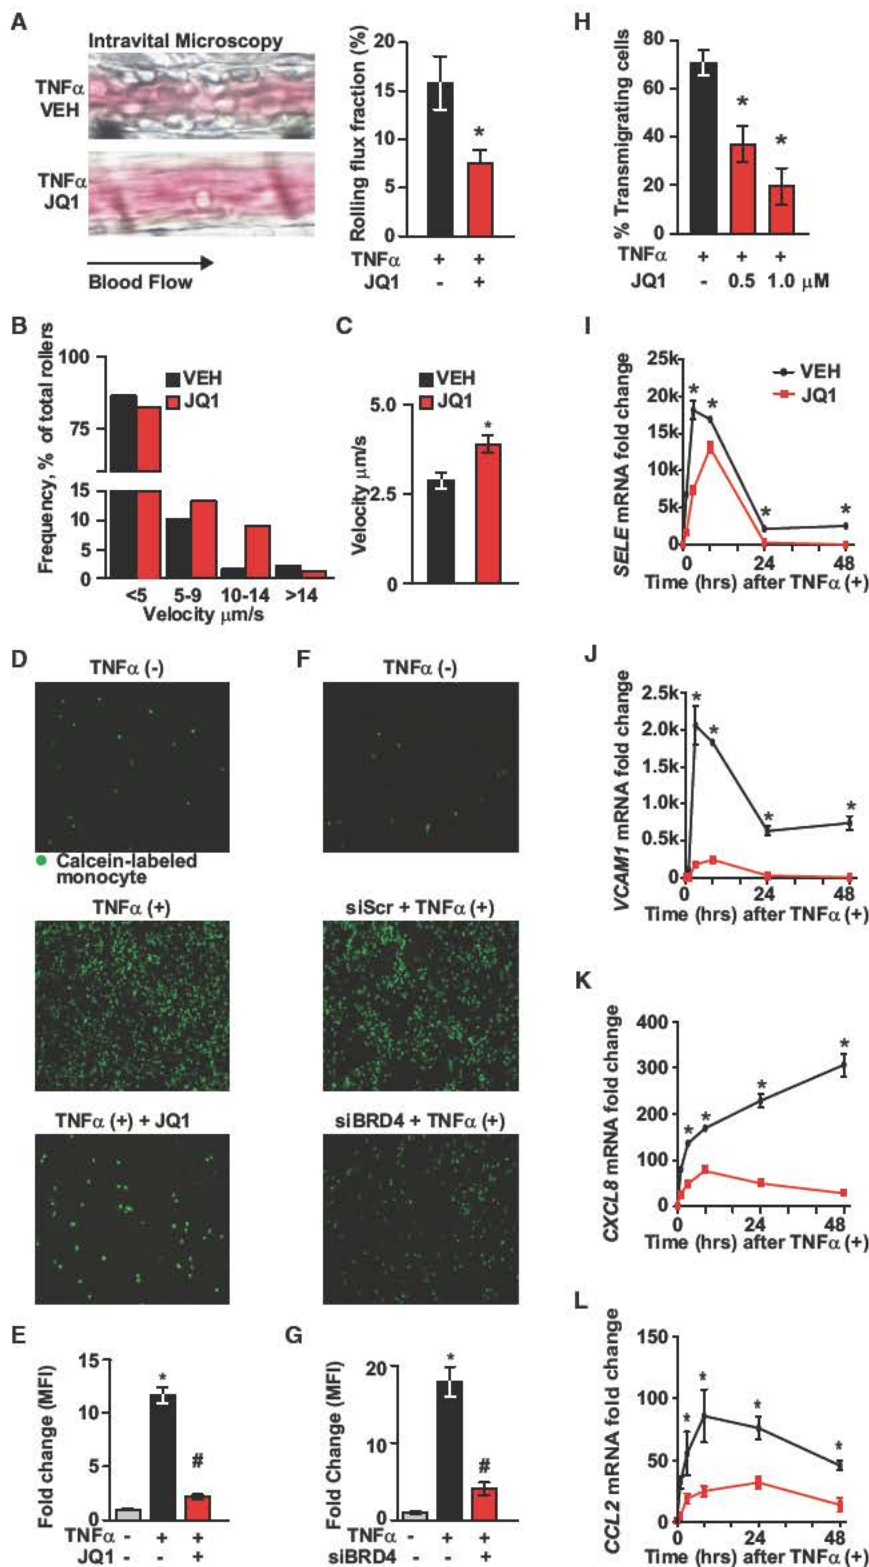 A
Intravital Microscopy
TNFα
VEH
TNFα
JQ1
Blood Flow
Rolling flux fraction (%)
20
15
10
5
0
TNFα + +
JQ1 - +
H
% Transmigrating cells
80
60
40
20
0
TNFα + + +
JQ1 - 0.5 1.0 μM
B
Frequency, % of total rollers
100
75
15
10
5
0
VEH
JQ1
<5 5-9 10-14 >14
Velocity μm/s
C
VEH
JQ1
Velocity μm/s
5.0
2.5
0
I
SELE mRNA fold change
25k
20k
15k
10k
5k
0
VEH
JQ1
0 24 48
Time (hrs) after TNFα (+)
D
TNFα (-)
Calcein-labeled
monocyte
TNFα (+)
TNFα (+) + JQ1
F
TNFα (-)
siScr + TNFα (+)
siBRD4 + TNFα (+)
J
VCAM1 mRNA fold change
2.5k
2.0k
1.5k
1.0k
0.5k
0
0 24 48
Time (hrs) after TNFα (+)
K
CXCL8 mRNA fold change
400
300
200
100
0
0 24 48
Time (hrs) after TNFα (+)
E
Fold change (MFI)
15
10
5
0
*
#
TNFα - + +
JQ1 - - +
G
Fold Change (MFI)
20
10
0
*
#
TNFα - + +
siBRD4 - - +
L
CCL2 mRNA fold change
150
100
50
0
0 24 48
Time (hrs) after TNFα (+)